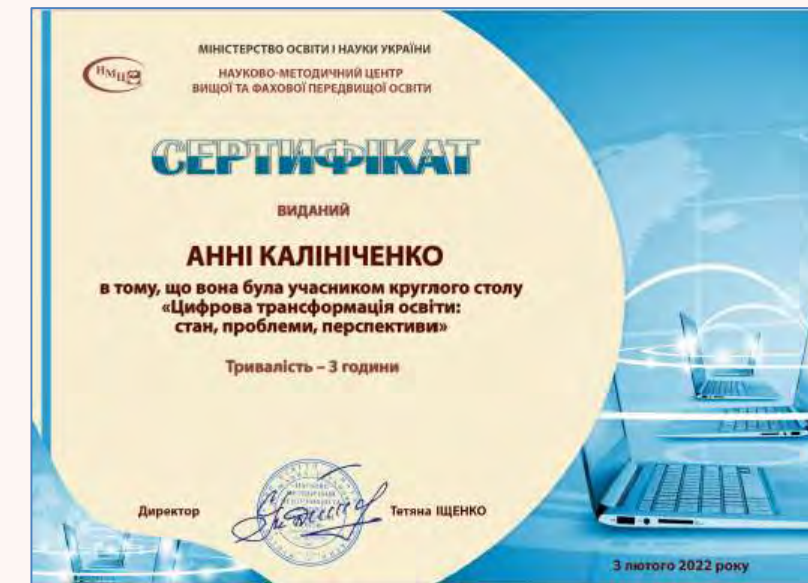 МІНІСТЕРСТВО ОСВІТИ І НАУКИ УКРАЇНИ
НМЦ
НАУКОВО-МЕТОДИЧНИЙ ЦЕНТР
ВИЩОЇ ТА ФАХОВОЇ ПЕРЕДВИЩОЇ ОСВІТИ
СЕРТИФІКАТ
ВИДАНИЙ
АННІ КАЛІНІЧЕНКО
в тому, що вона була учасником круглого столу
«Цифрова трансформація освіти:
стан, проблеми, перспективи»
Тривалість – 3 години
Директор
Тетяна ІЩЕНКО
3 лютого 2022 року